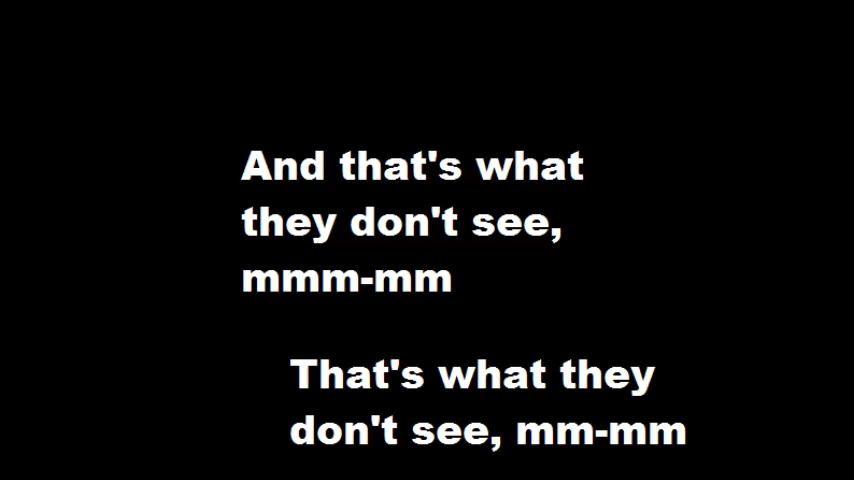 And that's what
they don't see,
mmm-mm
That's what they
don't see, mm-mm